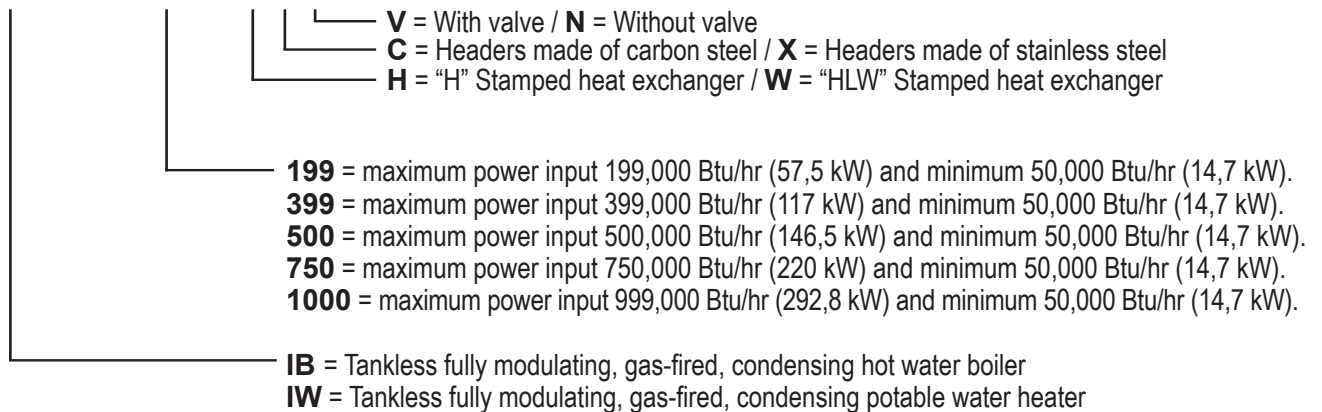 V = With valve / N = Without valve
C = Headers made of carbon steel / X = Headers made of stainless steel
H = “H” Stamped heat exchanger / W = “HLW” Stamped heat exchanger
199 = maximum power input 199,000 Btu/hr (57,5 kW) and minimum 50,000 Btu/hr (14,7 kW).
399 = maximum power input 399,000 Btu/hr (117 kW) and minimum 50,000 Btu/hr (14,7 kW).
500 = maximum power input 500,000 Btu/hr (146,5 kW) and minimum 50,000 Btu/hr (14,7 kW).
750 = maximum power input 750,000 Btu/hr (220 kW) and minimum 50,000 Btu/hr (14,7 kW).
1000 = maximum power input 999,000 Btu/hr (292,8 kW) and minimum 50,000 Btu/hr (14,7 kW).
IB = Tankless fully modulating, gas-fired, condensing hot water boiler
IW = Tankless fully modulating, gas-fired, condensing potable water heater